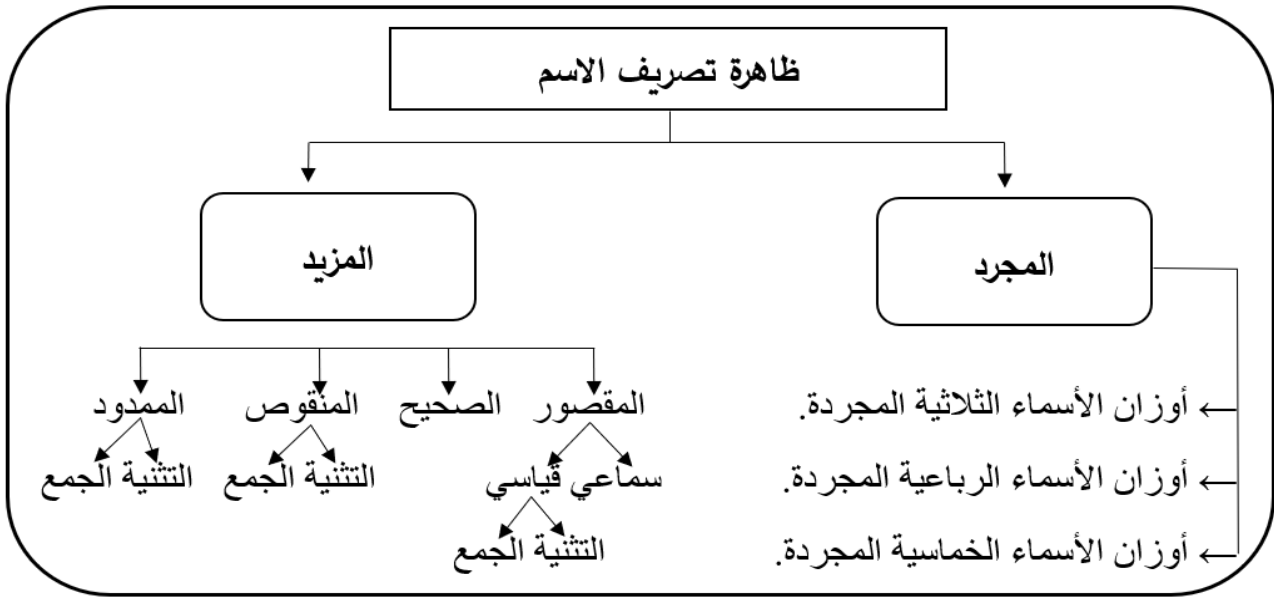 ظاهرة تصريف الاسم
المجرد
المزيد
أوزان الأسماء الثلاثية المجردة.
أوزان الأسماء الرباعية المجردة.
أوزان الأسماء الخماسية المجردة.
المقصور الصحيح المنقوص الممدود
سماعي قياسي التثنية الجمع التثنية الجمع
التثنية الجمع